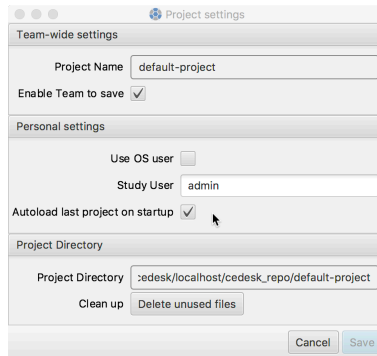 Project settings
Team-wide settings
Project Name default-project
Enable Team to save
Personal settings
Use OS user
Study User admin
Autoload last project on startup
Project Directory
Project Directory :edesk/localhost/cedesk_repo/default-project
Clean up Delete unused files
Cancel Save